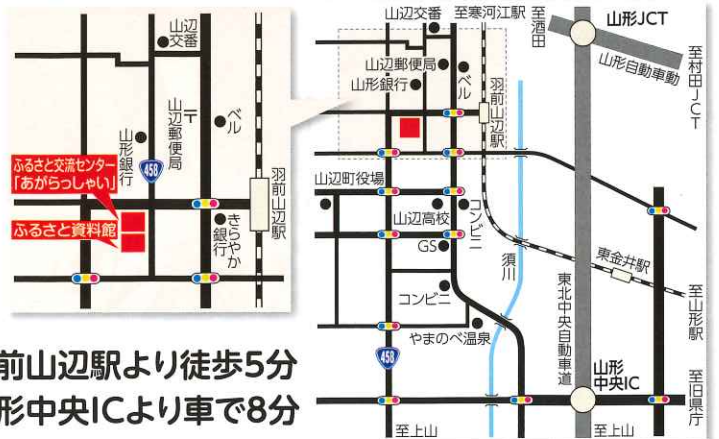 山辺
交番
山辺郵便局
〒
ベル
山形銀行
458
ふるさと交流センター
「あがらっしゃい」
ふるさと資料館
きらやか
銀行
羽前山辺駅
前山辺駅より徒歩5分
形中央ICより車で8分
山辺交番
至寒河江駅
至酒田
山形JCT
山形自動車動
至村田JCT
山辺郵便局
山形銀行
ベル
羽前山辺駅
山辺町役場
山辺高校
コンビニ
GS
須川
東金井駅
コンビニ
東北中央自動車道
至山形駅
やまのべ温泉
458
山形
中央IC
至旧県庁
至上山
至上山